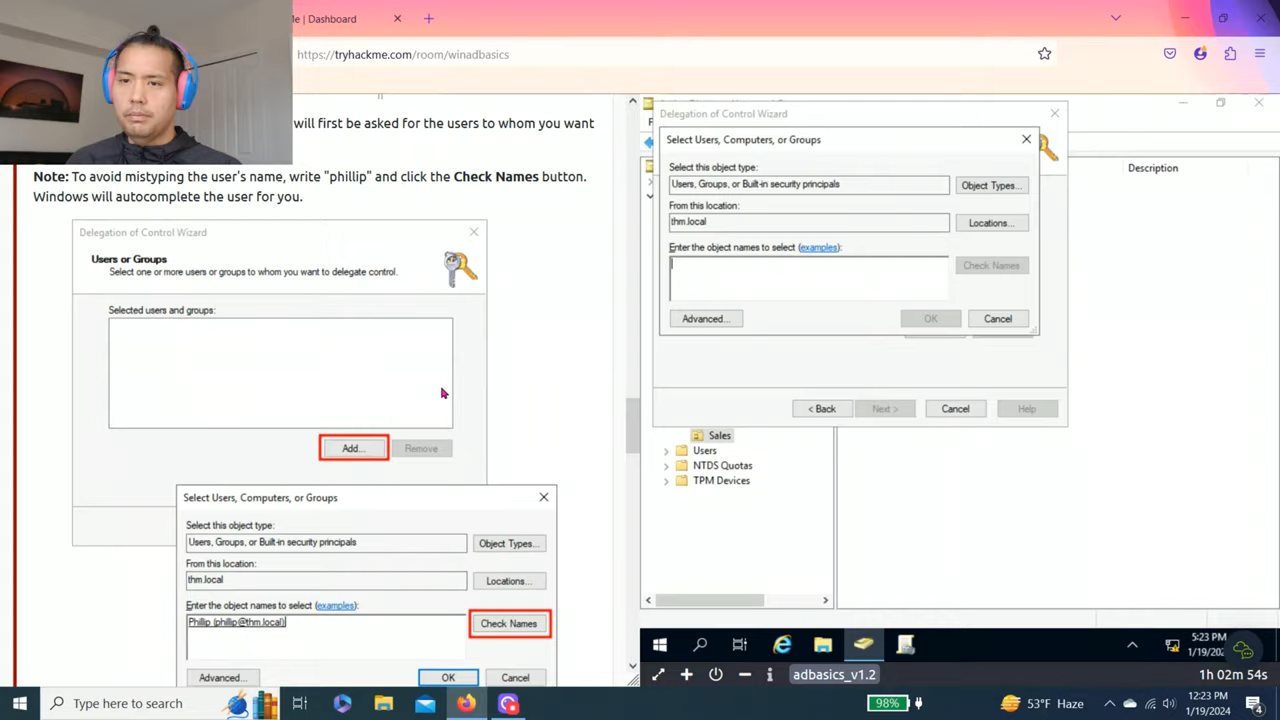 Me | Dashboard
https://tryhackme.com/room/winadbasics
will first be asked for the users to whom you want
Note: To avoid mistyping the user's name, write "phillip" and click the Check Names button.
Windows will autocomplete the user for you.
Delegation of Control Wizard
Users or Groups
Select one or more users or groups to whom you want to delegate control.
Selected users and groups:
Add...
Remove
Select Users, Computers, or Groups
Select this object type:
Users, Groups, or Built-in security principals
Object Types...
From this location:
thm.local
Locations...
Enter the object names to select (examples):
Phillip (phillip@thm.local)
Check Names
Advanced...
OK
Cancel
Delegation of Control Wizard
Select Users, Computers, or Groups
Select this object type:
Users, Groups, or Built-in security principals
Object Types...
From this location:
thm.local
Locations...
Enter the object names to select (examples):
Check Names
Advanced...
OK
Cancel
< Back
Next >
Cancel
Help
Description
Sales
Users
NTDS Quotas
TPM Devices
5:23 PM
adbasics_v1.2
1h 02m 54s
Type here to search
98%
53°F Haze
12:23 PM
1/19/2024
4